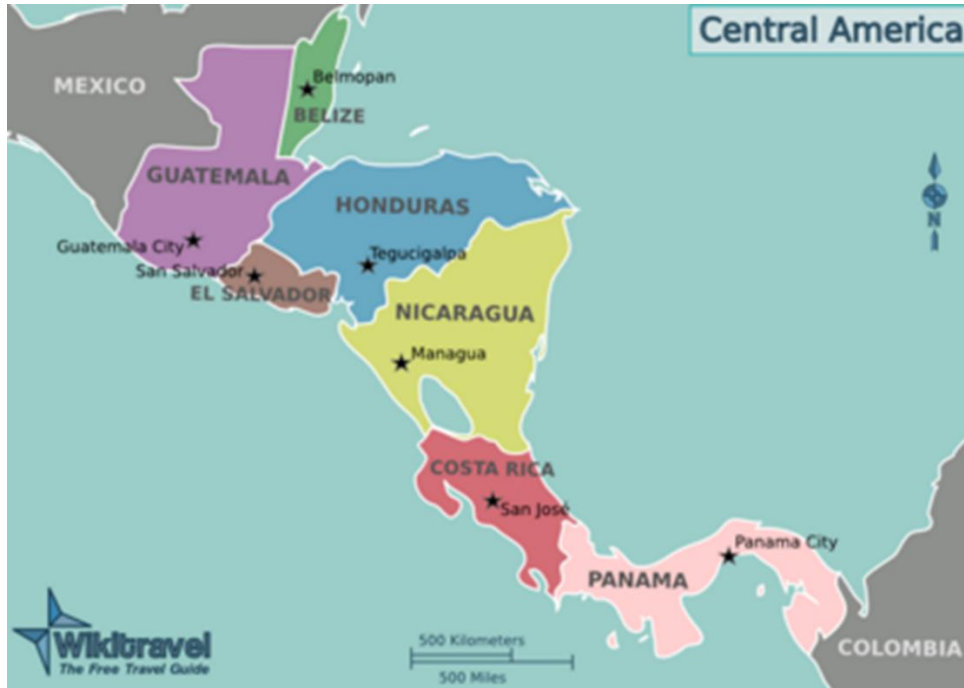 Central America
MEXICO
Belmopan
BELIZE
GUATEMALA
HONDURAS
N
Guatemala City
Tegucigalpa
San Salvador
EL SALVADOR
NICARAGUA
Managua
COSTA RICA
San José
Panama City
PANAMA
COLOMBIA
Wikitravel
The Free Travel Guide
500 Kilometers
500 Miles